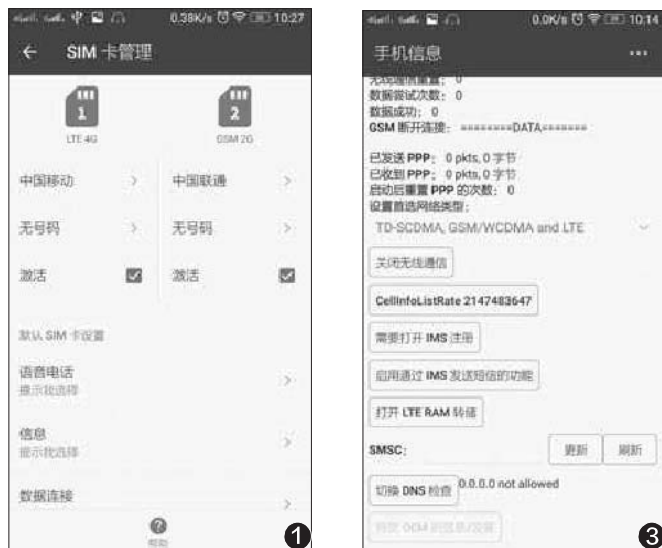 0.38K/s 10:27
SIM 卡管理
1
2
LTE 4G
GSM 2G
中国移动
中国联通
无号码
无号码
激活
激活
默认 SIM 卡设置
语音电话
提示我选择
信息
提示我选择
数据连接
帮助
1
0.0K/s 10:14
手机信息
无线通信重置： 0
数据尝试次数： 0
数据成功： 0
GSM 断开连接： ========DATA=======
已发送 PPP： 0 pkts, 0 字节
已收到 PPP： 0 pkts, 0 字节
启动后重置 PPP 的次数： 0
设置首选网络类型：
TD-SCDMA, GSM/WCDMA and LTE
关闭无线通信
CellInfoListRate 2147483647
需要打开 IMS 注册
启用通过 IMS 发送短信的功能
打开 LTE RAM 转储
SMSC： 更新 刷新
切换 DNS 检查 0.0.0.0 not allowed
3